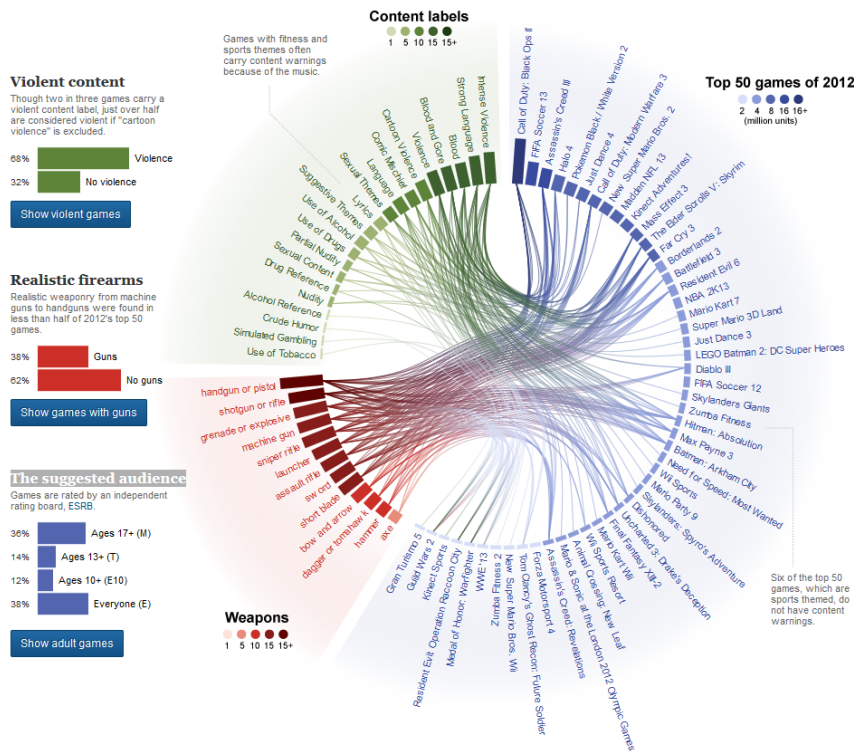 Content labels
1 5 10 15 15+
Games with fitness and
sports themes often
carry content warnings
because of the music.
Violent content
Though two in three games carry a
violent content label, just over half
are considered violent if "cartoon
violence" is excluded.
68% Violence
32% No violence
Show violent games
Realistic firearms
Realistic weaponry from machine
guns to handguns were found in
less than half of 2012's top 50
games.
38% Guns
62% No guns
Show games with guns
The suggested audience
Games are rated by an independent
rating board, ESRB.
36% Ages 17+ (M)
14% Ages 13+ (T)
12% Ages 10+ (E10)
38% Everyone (E)
Show adult games
Intense Violence
Strong Language
Blood
Blood and Gore
Violence
Cartoon Violence
Comic Mischief
Language
Sexual Themes
Lyrics
Suggestive Themes
Use of Alcohol
Use of Drugs
Partial Nudity
Sexual Content
Drug Reference
Nudity
Alcohol Reference
Crude Humor
Simulated Gambling
Use of Tobacco
handgun or pistol
shotgun or rifle
grenade or explosive
machine gun
sniper rifle
launcher
assault rifle
sword
short blade
bow and arrow
dagger or tomahawk
hammer
axe
Weapons
1 5 10 15 15+
Top 50 games of 2012
2 4 8 16 16+
(million units)
Call of Duty: Black Ops II
FIFA Soccer 13
Assassin's Creed III
Halo 4
Pokemon Black / White Version 2
Just Dance 4
Call of Duty: Modern Warfare 3
New Super Mario Bros. 2
Madden NFL 13
Kinect Adventures!
Mass Effect 3
The Elder Scrolls V: Skyrim
Far Cry 3
Borderlands 2
Battlefield 3
Resident Evil 6
NBA 2K13
Mario Kart 7
Super Mario 3D Land
Just Dance 3
LEGO Batman 2: DC Super Heroes
Diablo III
FIFA Soccer 12
Skylanders Giants
Zumba Fitness
Hitman: Absolution
Max Payne 3
Batman: Arkham City
Need for Speed: Most Wanted
Wii Sports
Mario Party 9
Skylanders: Spyro's Adventure
Dishonored
Uncharted 3: Drake's Deception
Final Fantasy XIII-2
Mario Kart Wii
Wii Sports Resort
Animal Crossing: New Leaf
Mario & Sonic at the London 2012 Olympic Games
Assassin's Creed: Revelations
Forza Motorsport 4
Tom Clancy's Ghost Recon: Future Soldier
New Super Mario Bros. Wii
Zumba Fitness 2
WWE '13
Medal of Honor: Warfighter
Resident Evil: Operation Raccoon City
Kinect Sports
Guild Wars 2
Gran Turismo 5
Six of the top 50
games, which are
sports themed, do
not have content
warnings.